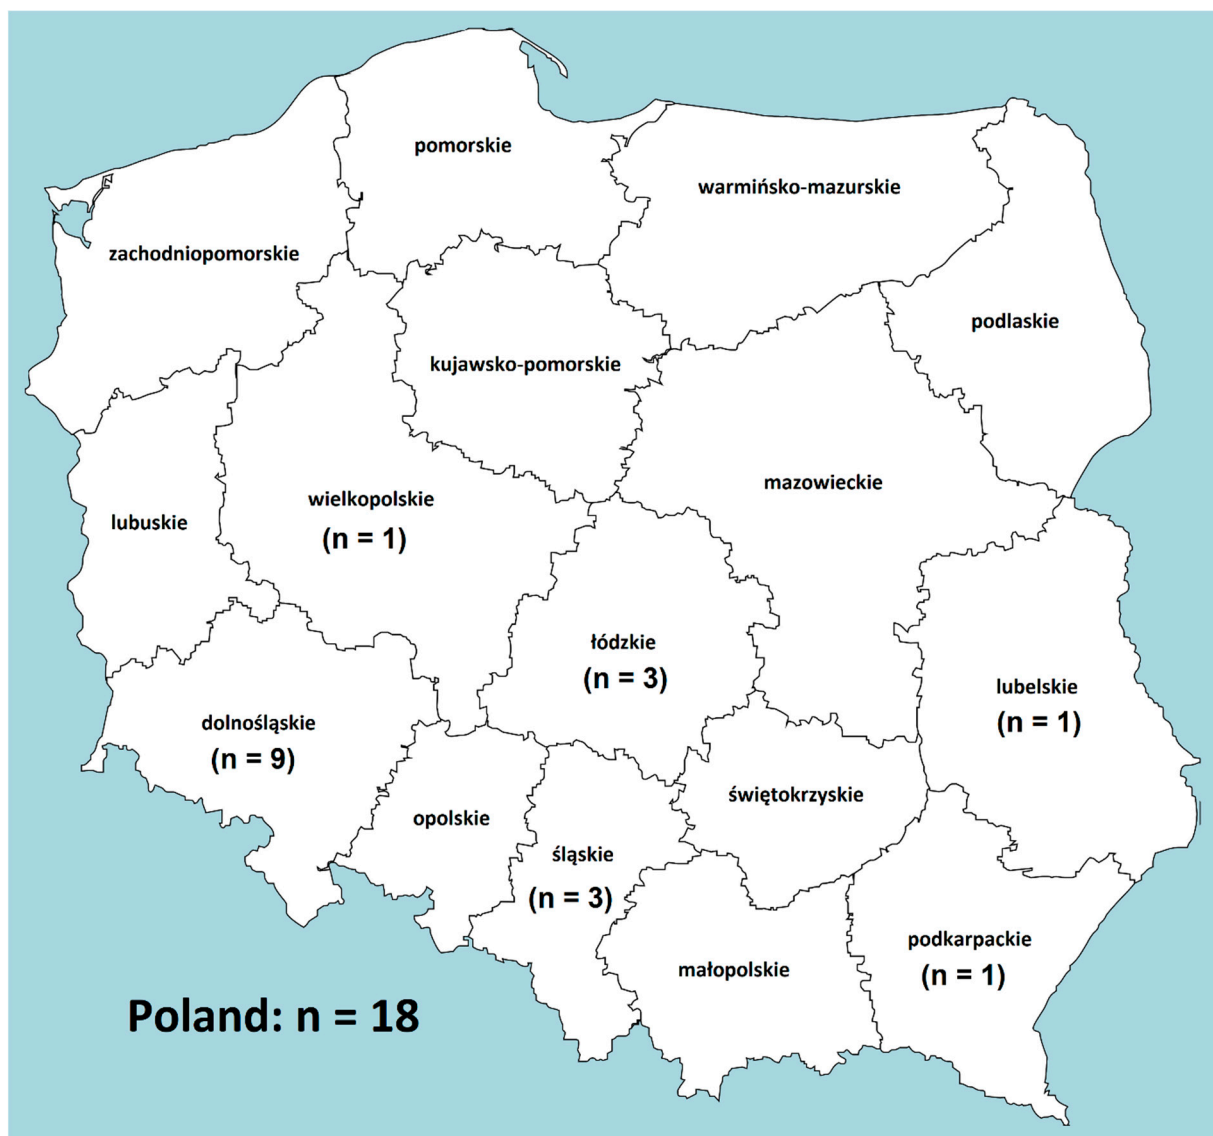 pomorskie
warmińsko-mazurskie
zachodniopomorskie
podlaskie
kujawsko-pomorskie
mazowieckie
wielkopolskie
(n = 1)
lubuskie
łódzkie
(n = 3)
lubelskie
(n = 1)
dolnośląskie
(n = 9)
świętokrzyskie
opolskie
śląskie
(n = 3)
podkarpackie
(n = 1)
małopolskie
Poland: n = 18